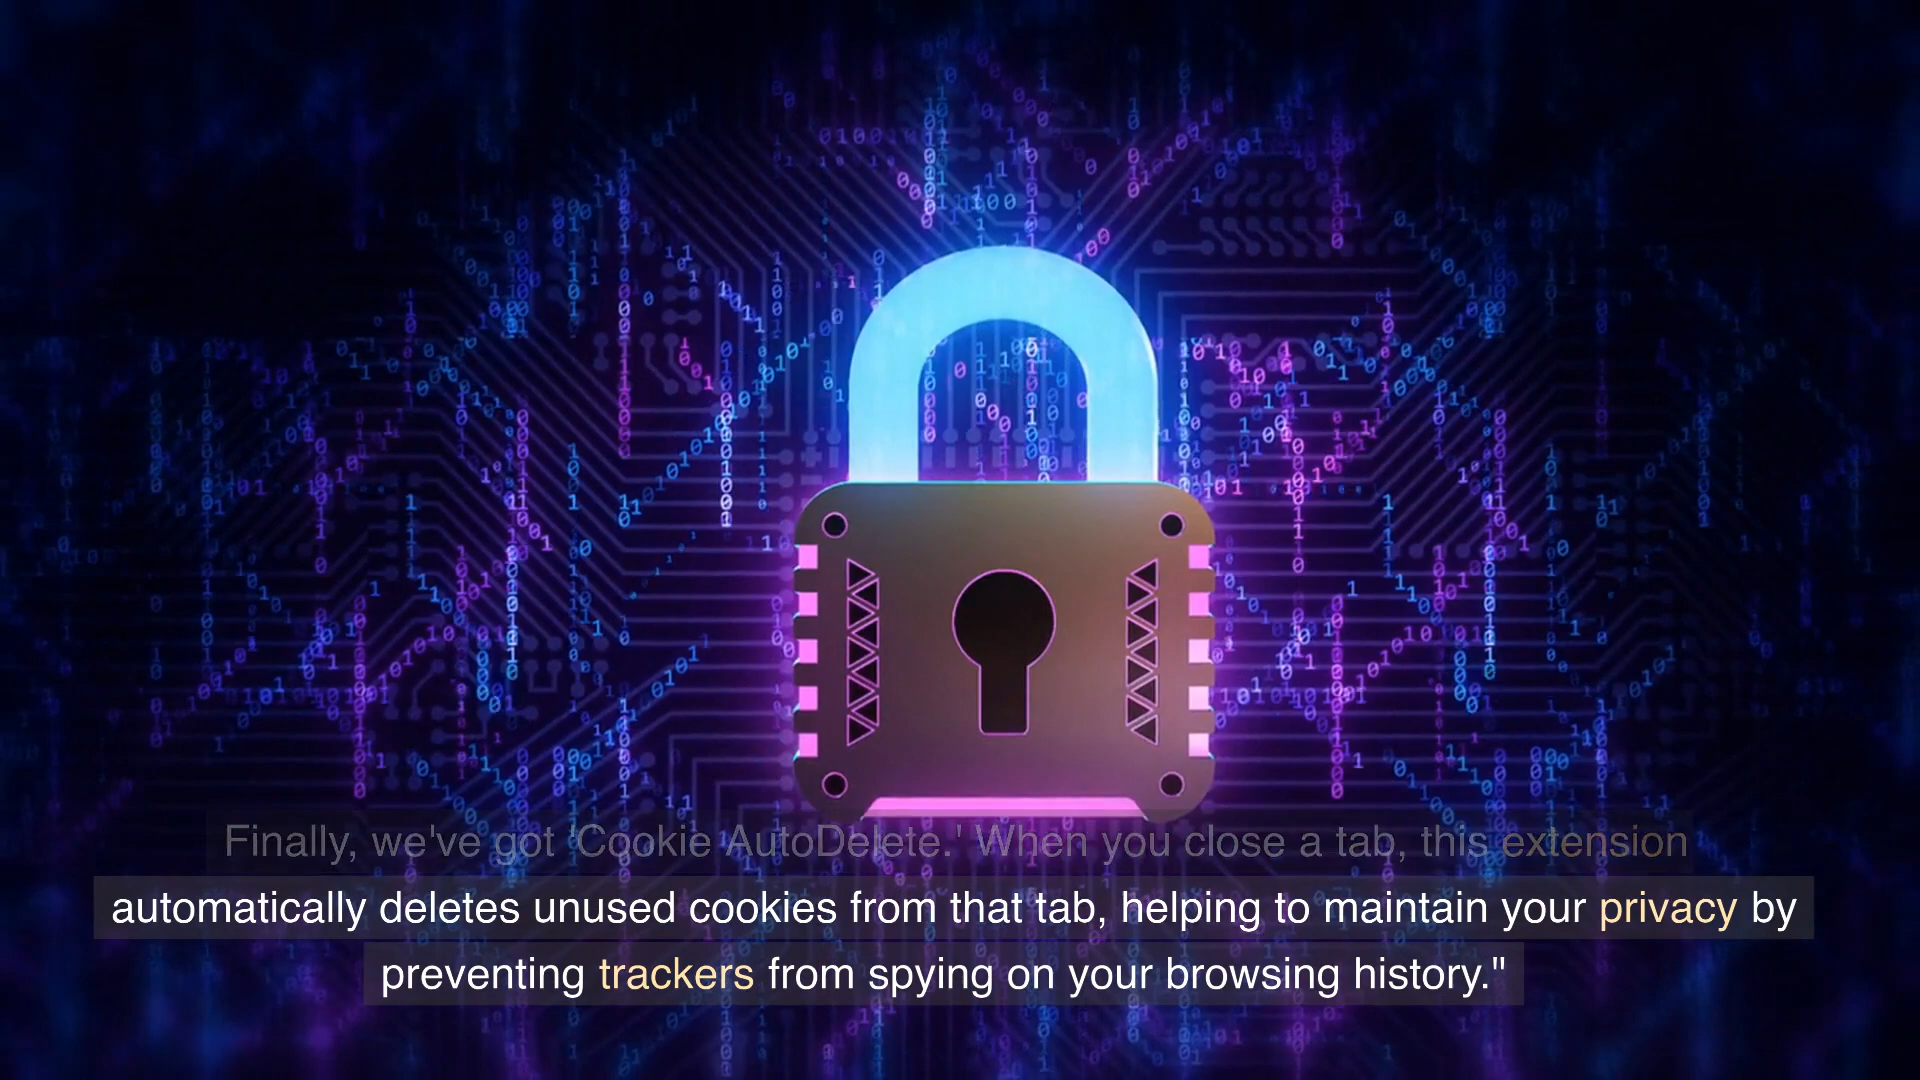 Finally, we've got 'Cookie AutoDelete.' When you close a tab, this extension
automatically deletes unused cookies from that tab, helping to maintain your privacy by
preventing trackers from spying on your browsing history."